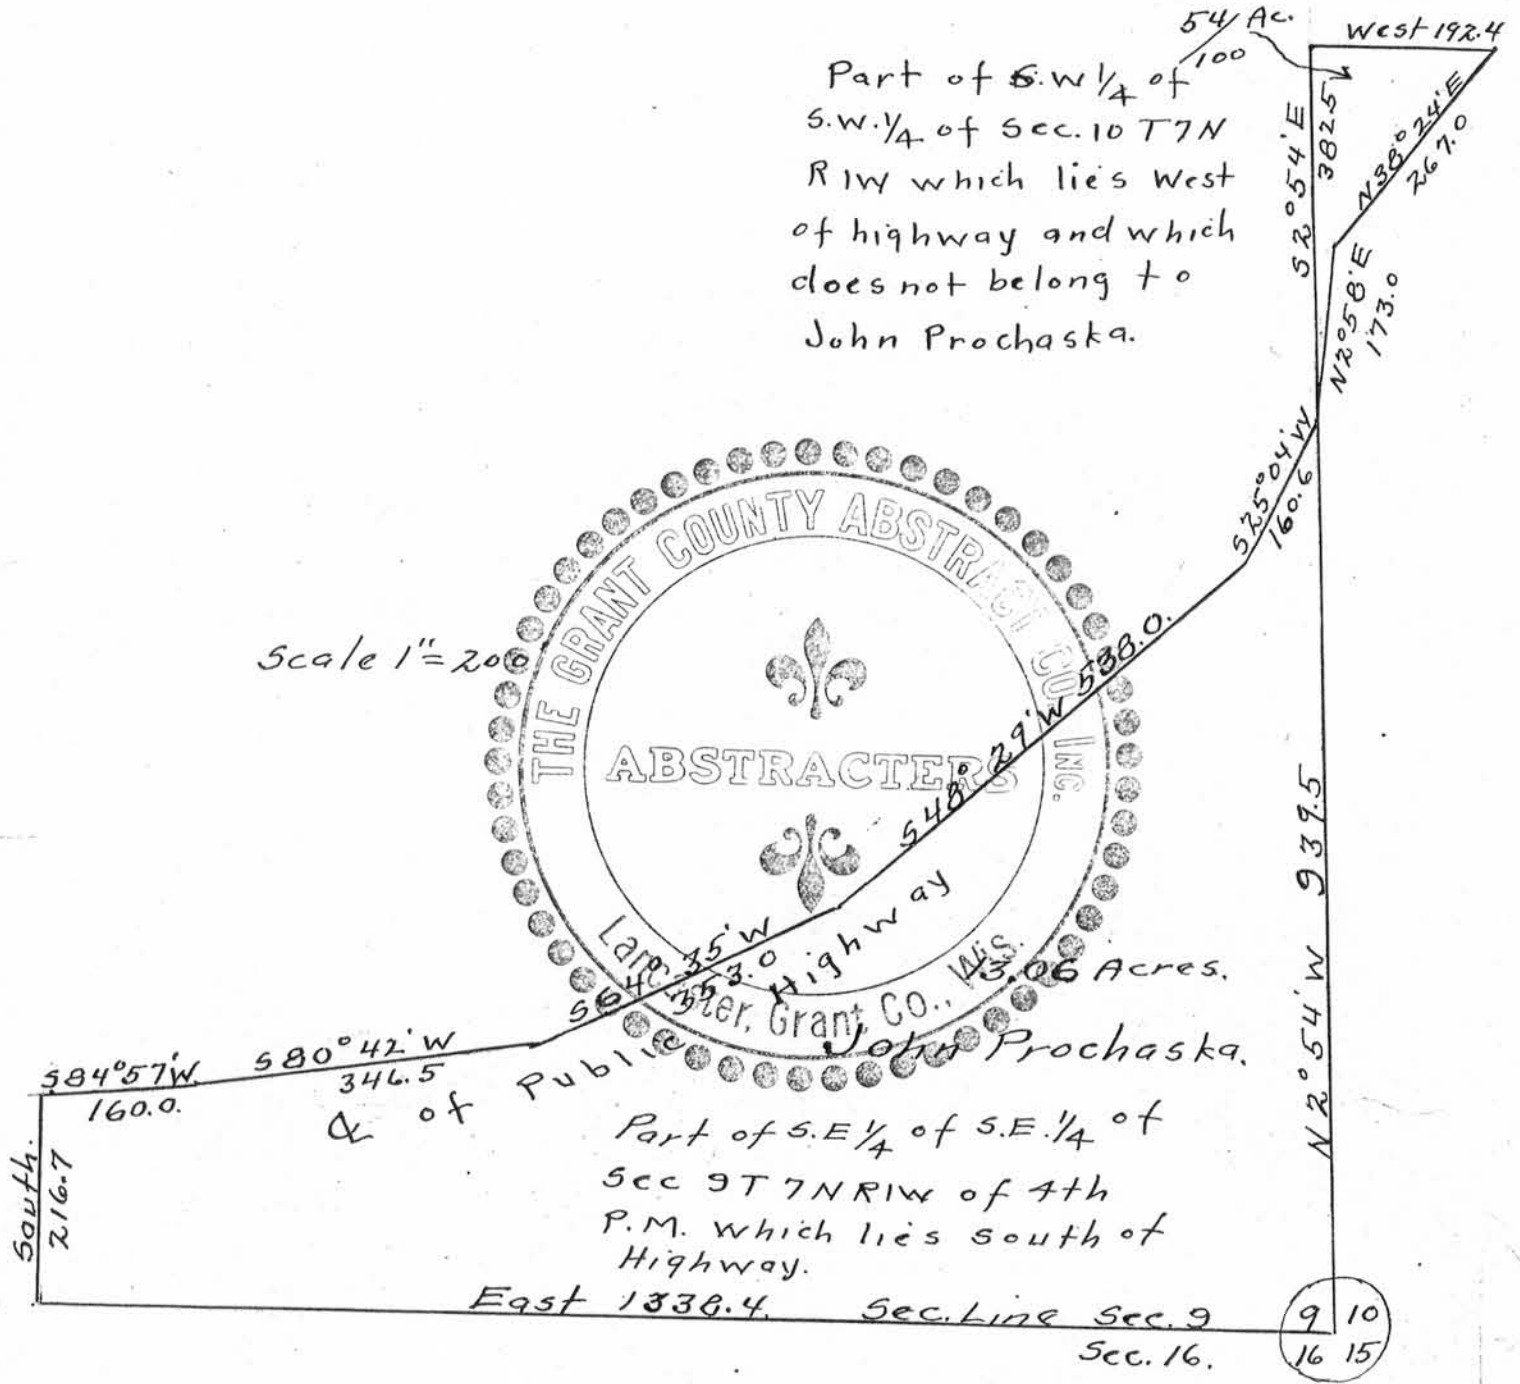 54/100 Ac.
West 192.4
Part of S.W 1/4 of
S.W. 1/4 of Sec. 10 T7N
R1W which lies West
of highway and which
does not belong to
John Prochaska.
S2°54'E
382.5
N38°24'E
267.0
N2°58'E
173.0
S25°04'W
160.6
Scale 1"=200
THE GRANT COUNTY ABSTRACT CO. INC.
ABSTRACTERS
Lancaster, Grant Co., Wis.
S48°29'W 538.0.
S64°35'W
353.0
S80°42'W
346.5
S84°57'W.
160.0.
℄ of Public Highway
13.06 Acres.
John Prochaska.
N2°54'W 939.5
South.
216.7
Part of S.E 1/4 of S.E. 1/4 of
Sec 9 T 7N R1W of 4th
P.M. which lies south of
Highway.
East 1338.4. Sec. Line Sec. 9
Sec. 16.
9 10
16 15